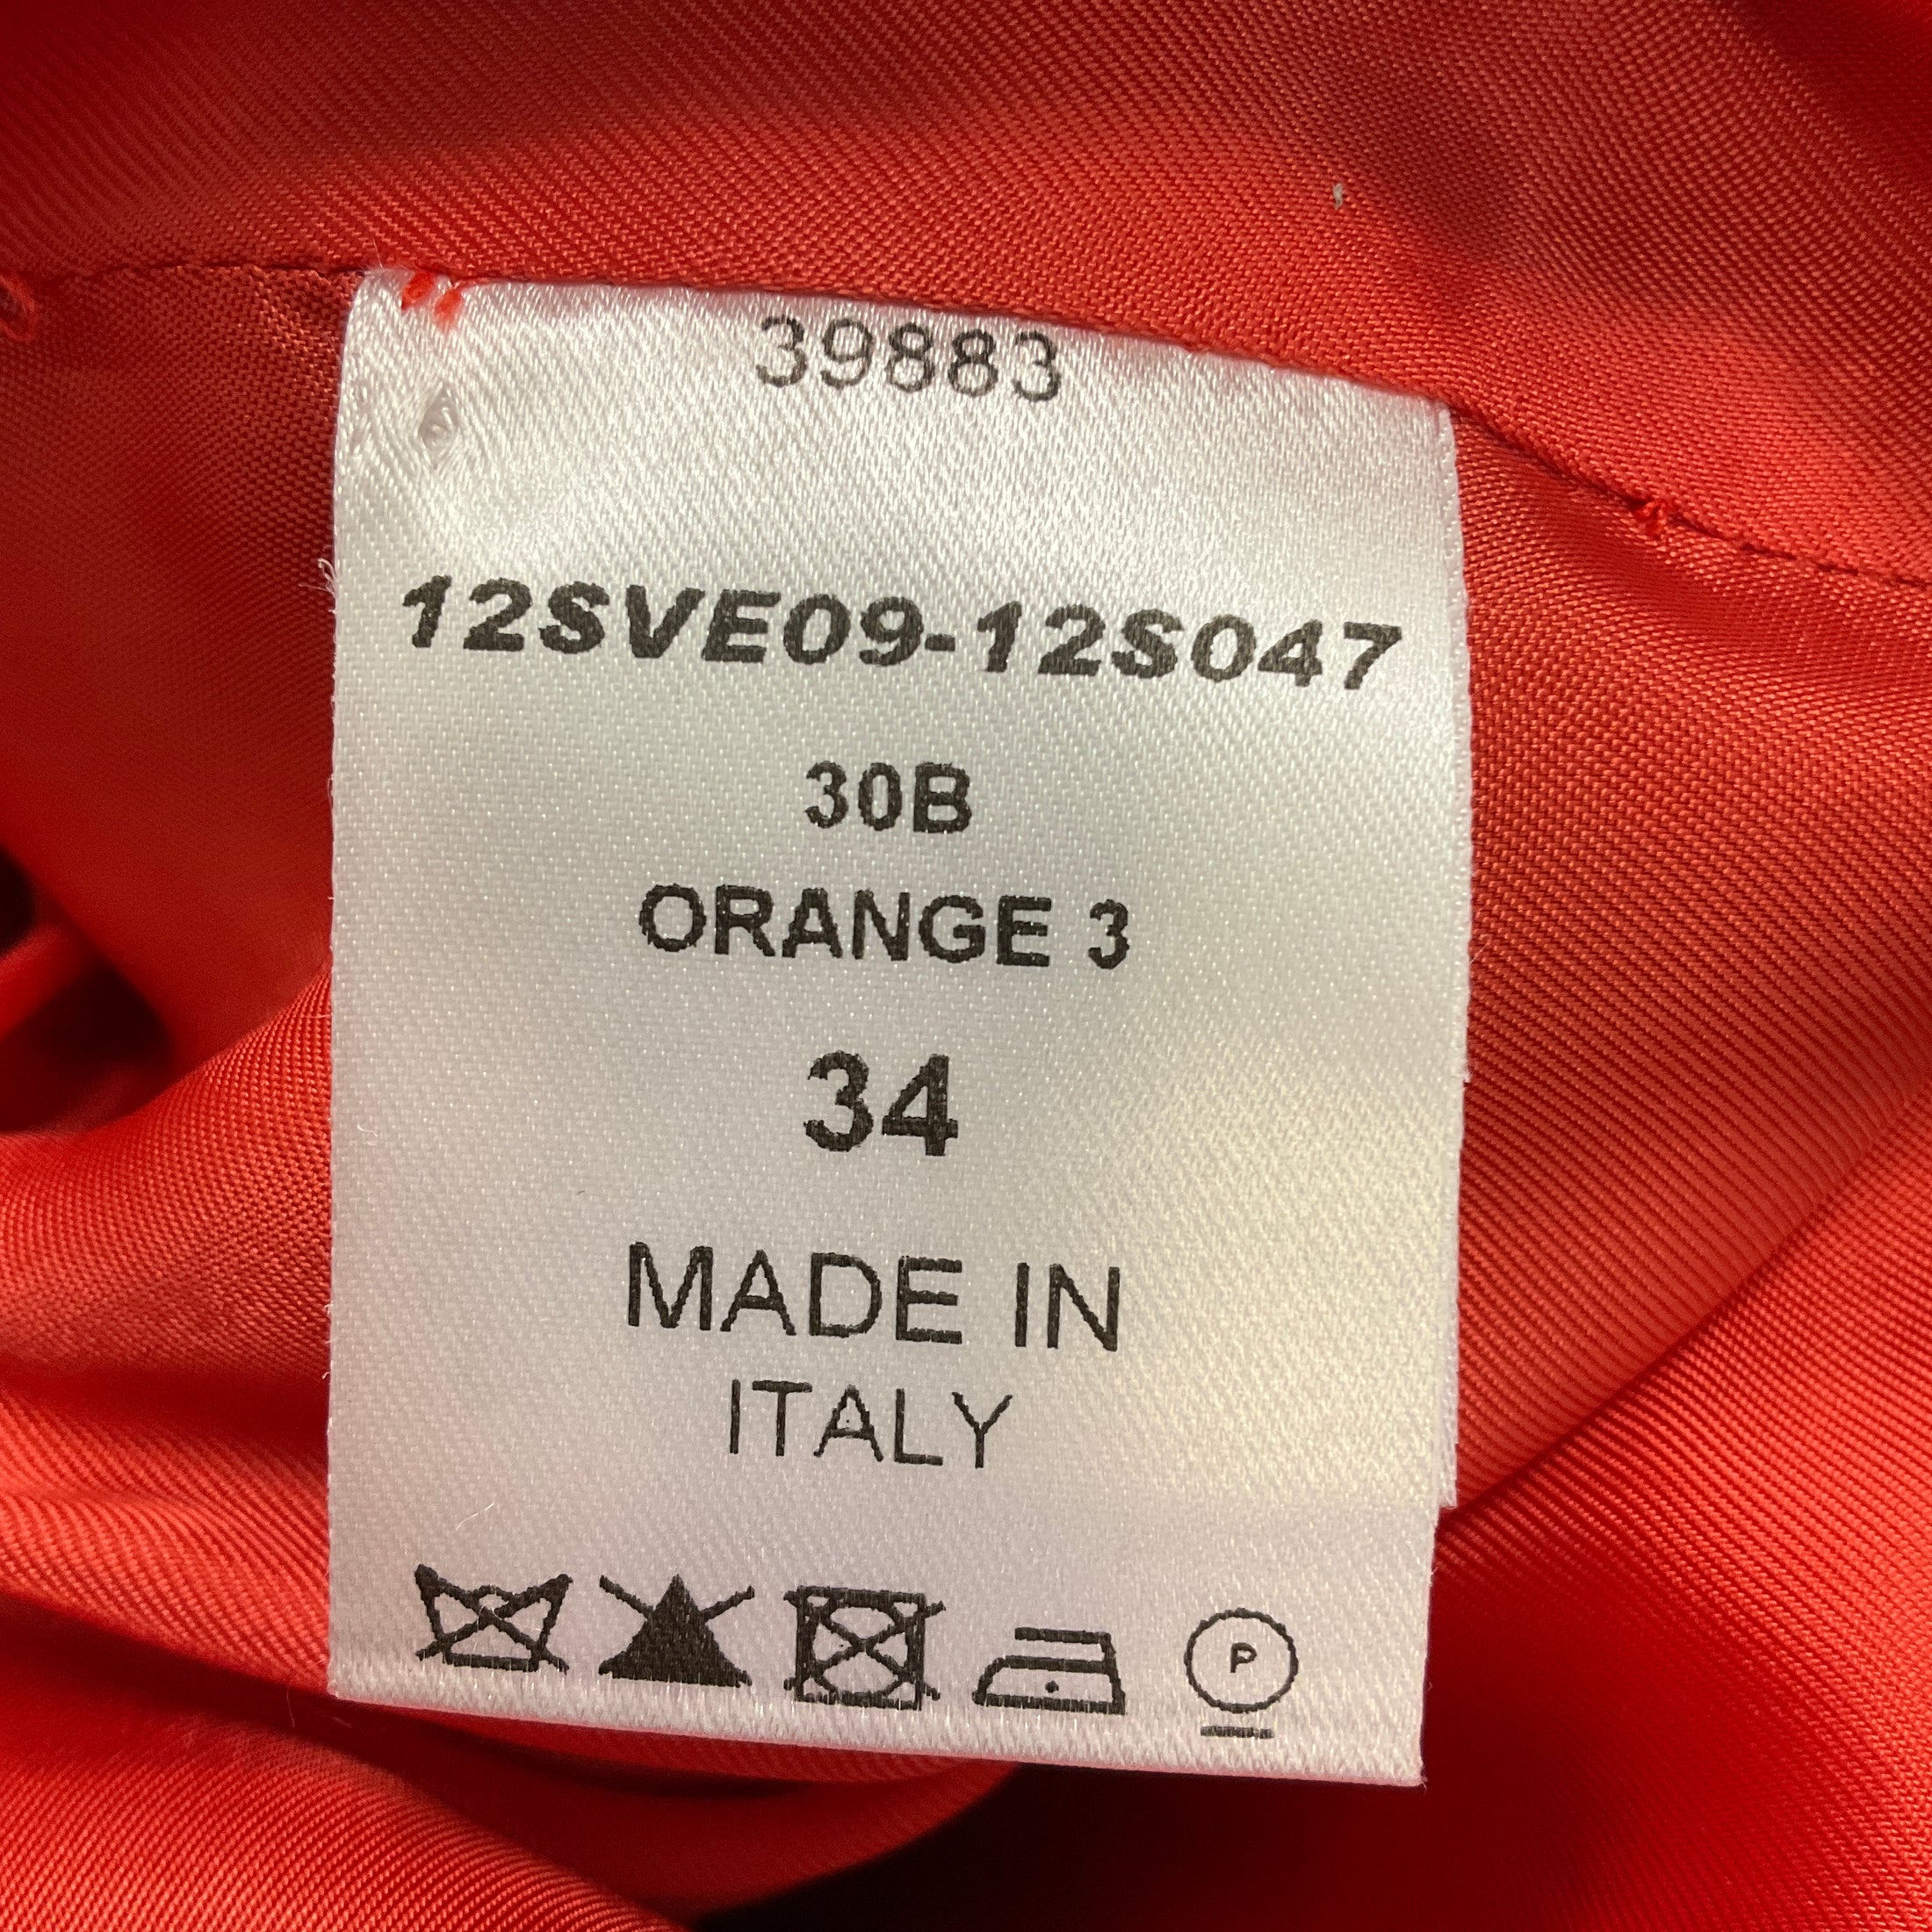 39883
12SVE09-12S047
30B
ORANGE 3
34
MADE IN
ITALY
P